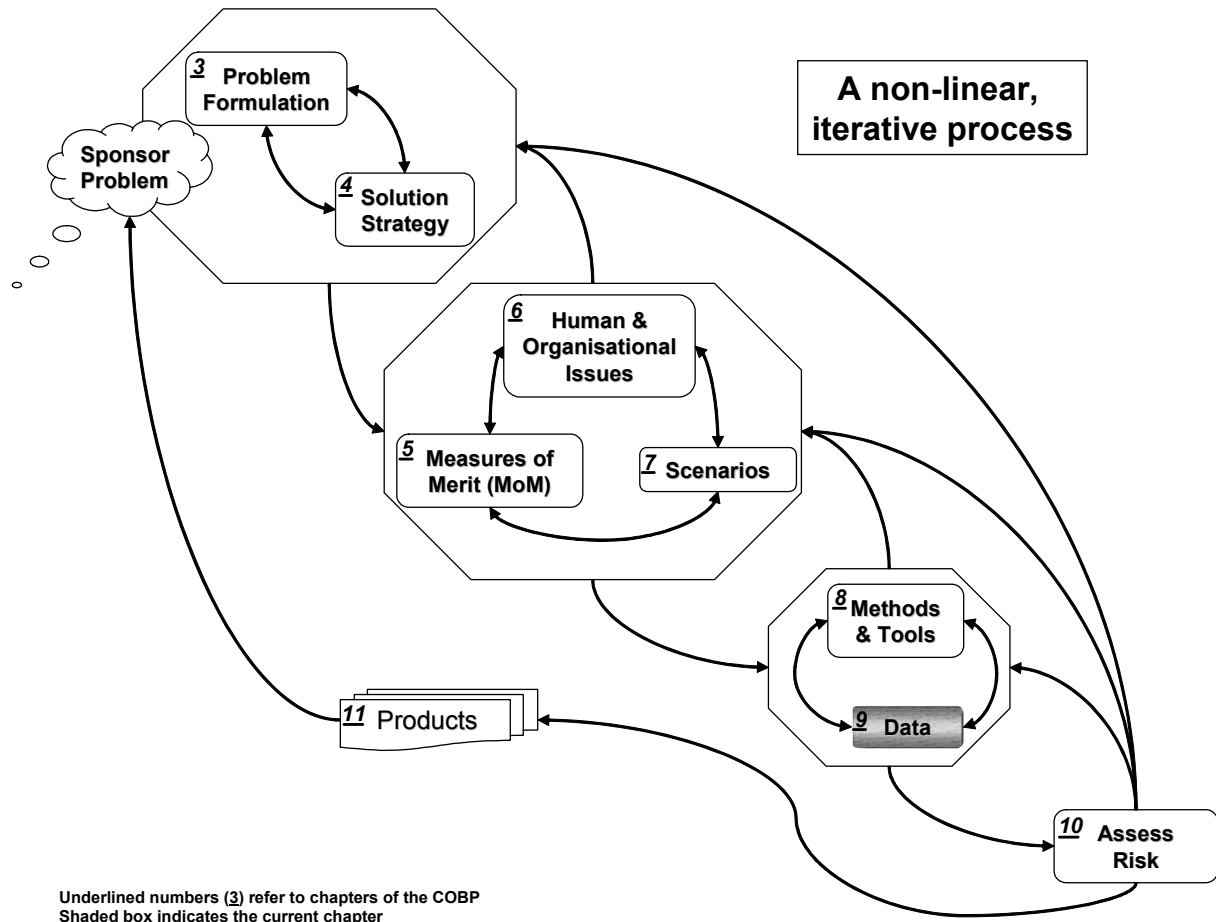 3
Problem
Formulation
A non-linear,
iterative process
Sponsor
Problem
4
Solution
Strategy
6
Human &
Organisational
Issues
5
Measures of
Merit (MoM)
7
Scenarios
8
Methods
& Tools
9
Data
11
Products
10
Assess
Risk
Underlined numbers (3) refer to chapters of the COBP
Shaded box indicates the current chapter